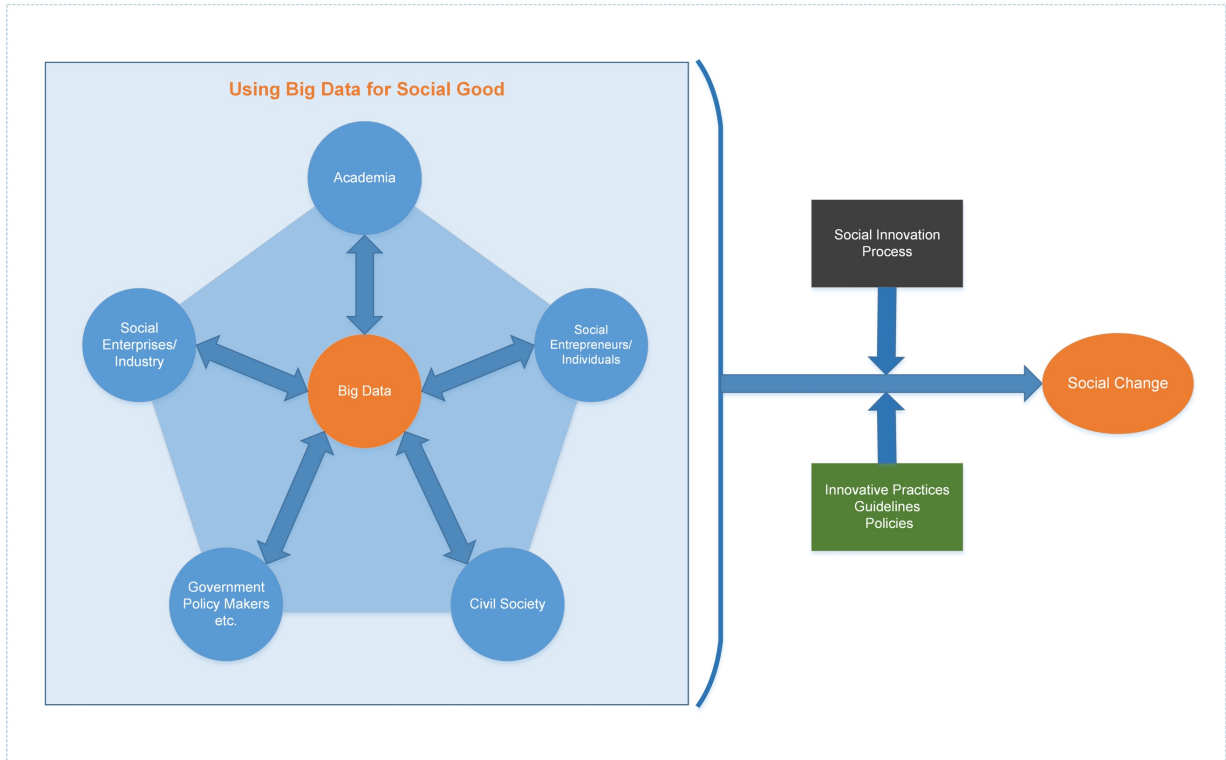 Using Big Data for Social Good
Academia
Social
Enterprises/
Industry
Social
Entrepreneurs/
Individuals
Big Data
Government
Policy Makers
etc.
Civil Society
Social Innovation
Process
Social Change
Innovative Practices
Guidelines
Policies